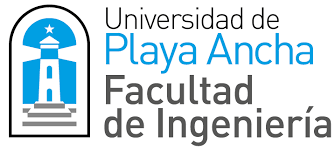 Universidad de
Playa Ancha
Facultad
de Ingeniería